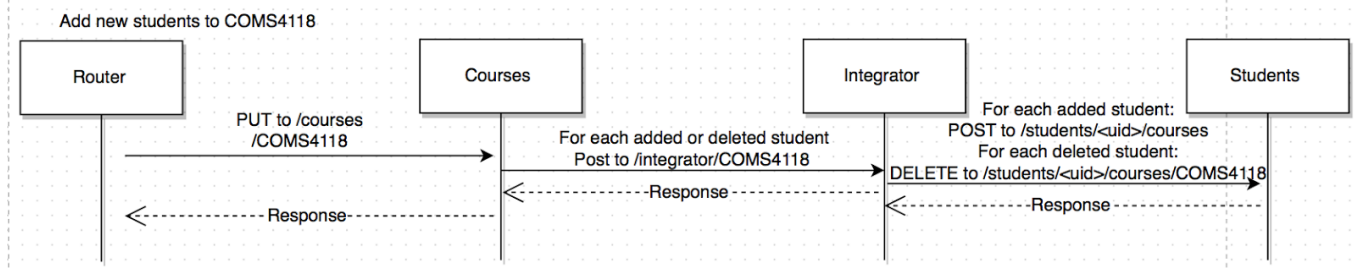 Add new students to COMS4118
Router
Courses
Integrator
Students
PUT to /courses
/COMS4118
For each added or deleted student
Post to /integrator/COMS4118
For each added student:
POST to /students/<uid>/courses
For each deleted student:
DELETE to /students/<uid>/courses/COMS4118
Response
Response
Response